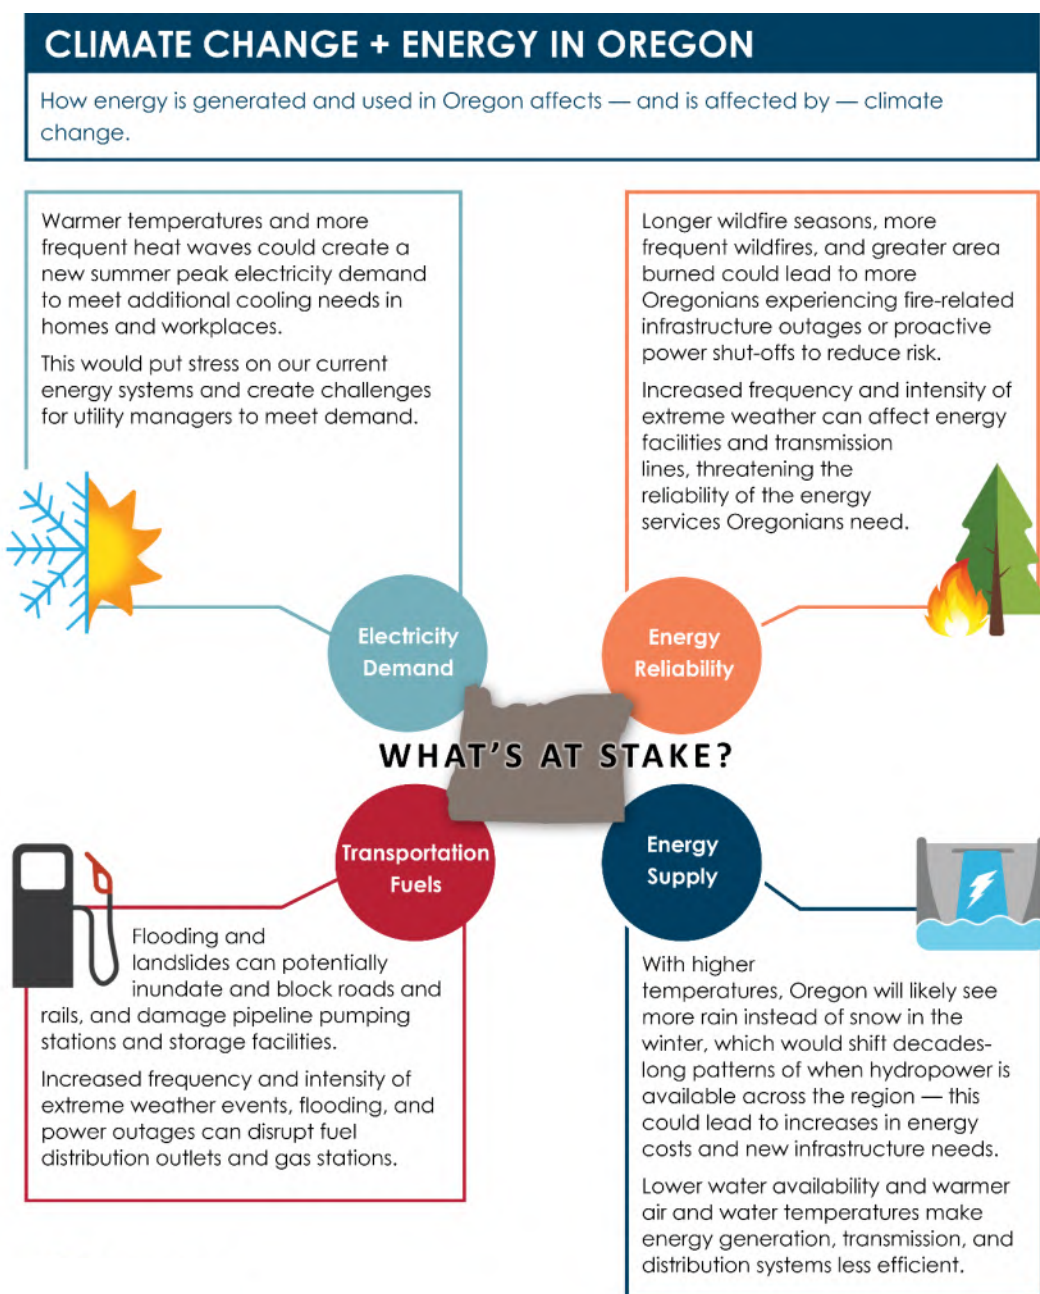 CLIMATE CHANGE + ENERGY IN OREGON
How energy is generated and used in Oregon affects — and is affected by — climate
change.
Warmer temperatures and more
frequent heat waves could create a
new summer peak electricity demand
to meet additional cooling needs in
homes and workplaces.
This would put stress on our current
energy systems and create challenges
for utility managers to meet demand.
Longer wildfire seasons, more
frequent wildfires, and greater area
burned could lead to more
Oregonians experiencing fire-related
infrastructure outages or proactive
power shut-offs to reduce risk.
Increased frequency and intensity of
extreme weather can affect energy
facilities and transmission
lines, threatening the
reliability of the energy
services Oregonians need.
Electricity
Demand
Energy
Reliability
WHAT'S AT STAKE?
Transportation
Fuels
Energy
Supply
Flooding and
landslides can potentially
inundate and block roads and
rails, and damage pipeline pumping
stations and storage facilities.
Increased frequency and intensity of
extreme weather events, flooding, and
power outages can disrupt fuel
distribution outlets and gas stations.
With higher
temperatures, Oregon will likely see
more rain instead of snow in the
winter, which would shift decades-
long patterns of when hydropower is
available across the region — this
could lead to increases in energy
costs and new infrastructure needs.
Lower water availability and warmer
air and water temperatures make
energy generation, transmission, and
distribution systems less efficient.